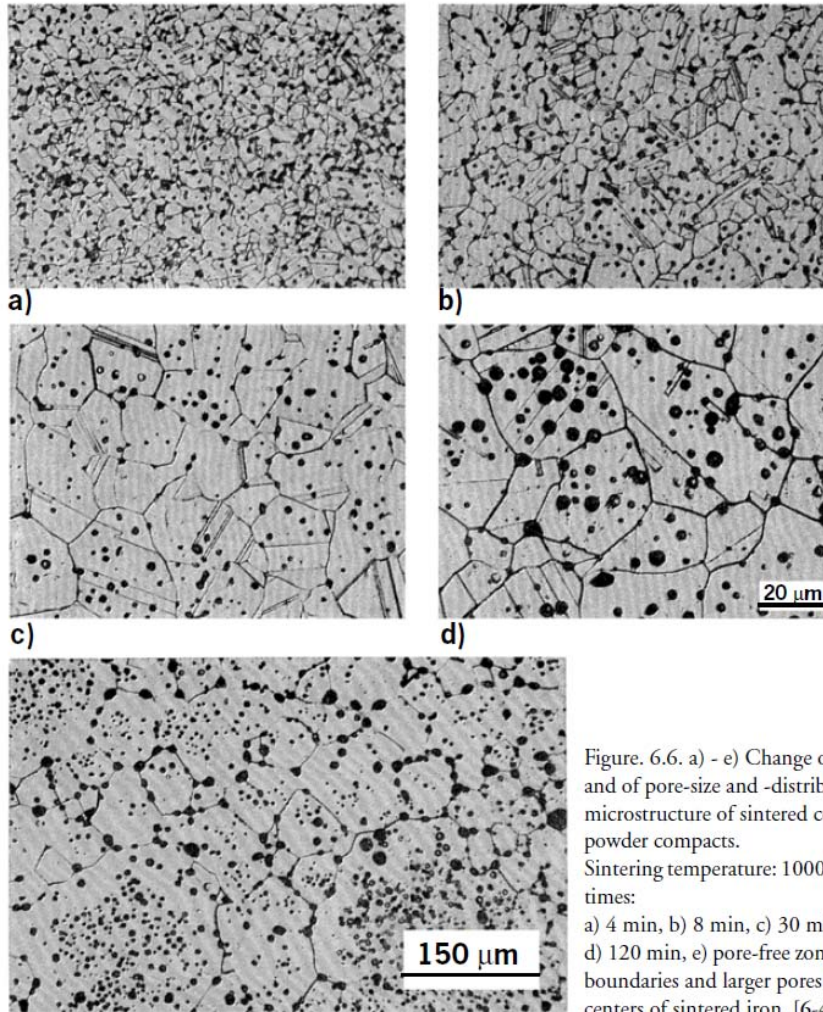 a)
b)
c)
d)
20 μm
150 μm
Figure. 6.6. a) - e) Change o
and of pore-size and -distrib
microstructure of sintered c
powder compacts.
Sintering temperature: 1000
times:
a) 4 min, b) 8 min, c) 30 m
d) 120 min, e) pore-free zon
boundaries and larger pores
centers of sintered iron. [6-4